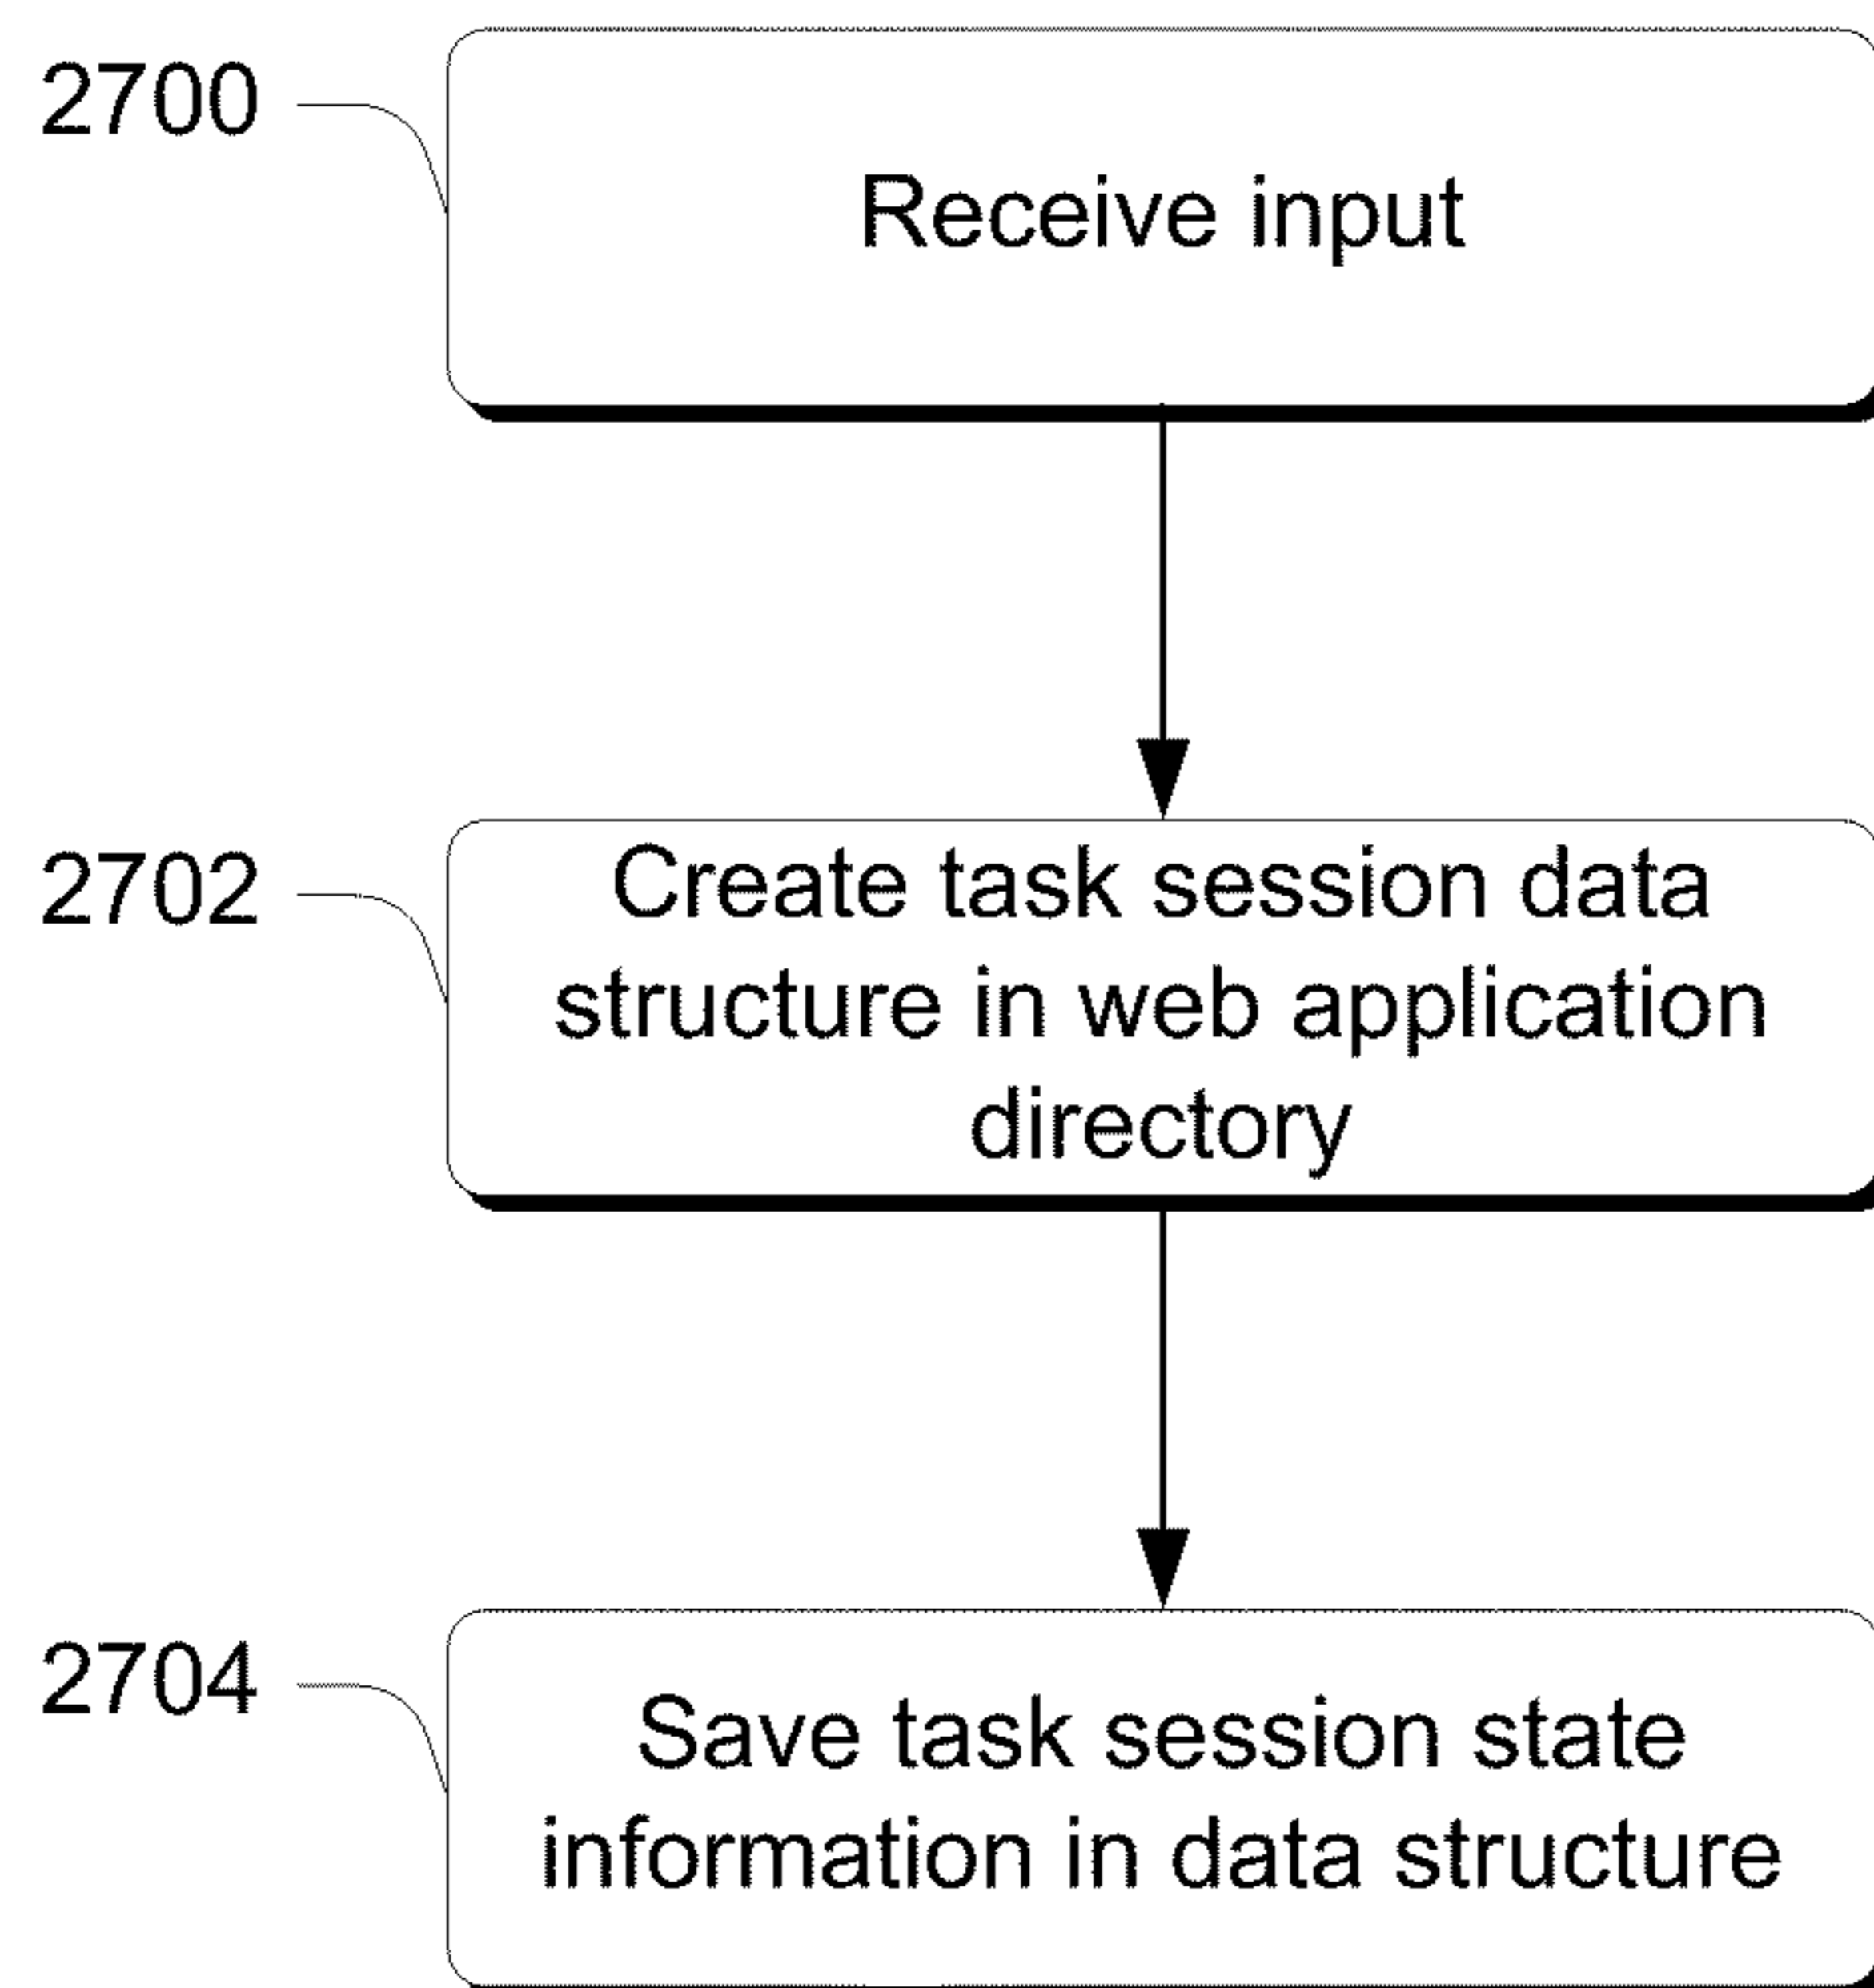 2700
Receive input
2702
Create task session data
structure in web application
directory
2704
Save task session state
information in data structure